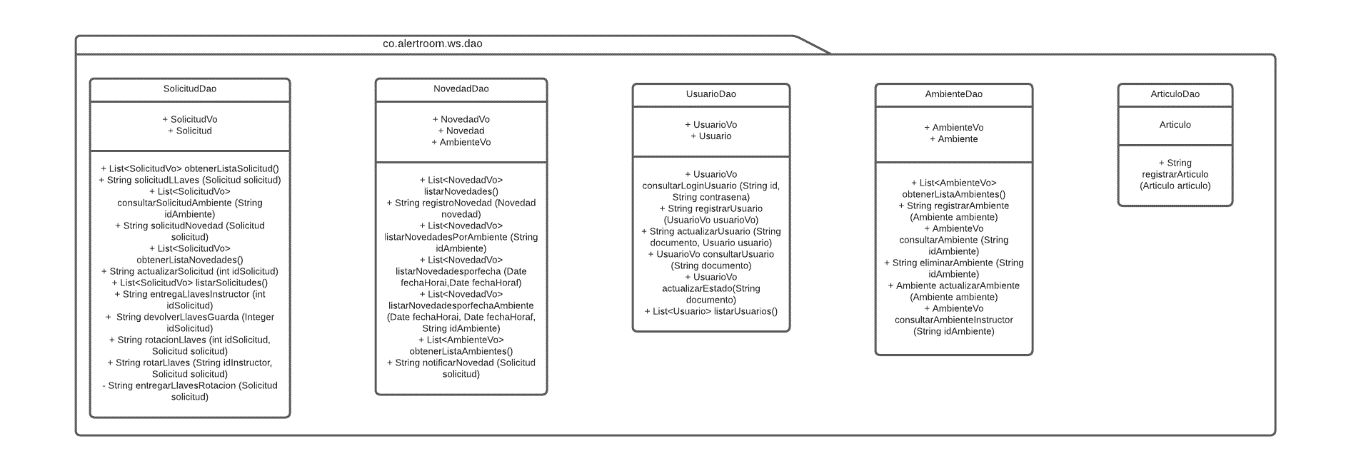 co.alertroom.ws.dao
SolicitudDao
+ SolicitudVo
+ Solicitud
+ List<SolicitudVo> obtenerListaSolicitud()
+ String solicitudLLaves (Solicitud solicitud)
+ List<SolicitudVo>
consultarSolicitudAmbiente (String
idAmbiente)
+ String solicitudNovedad (Solicitud
solicitud)
+ List<SolicitudVo>
obtenerListaNovedades()
+ String actualizarSolicitud (int idSolicitud)
+ List<SolicitudVo> listarSolicitudes()
+ String entregaLlavesInstructor (int
idSolicitud)
+ String devolverLlavesGuarda (Integer
idSolicitud)
+ String rotacionLlaves (int idSolicitud,
Solicitud solicitud)
+ String rotarLlaves (String idInstructor,
Solicitud solicitud)
- String entregarLlavesRotacion (Solicitud
solicitud)
NovedadDao
+ NovedadVo
+ Novedad
+ AmbienteVo
+ List<NovedadVo>
listarNovedades()
+ String registroNovedad (Novedad
novedad)
+ List<NovedadVo>
listarNovedadesPorAmbiente (String
idAmbiente)
+ List<NovedadVo>
listarNovedadesporfecha (Date
fechaHorai,Date fechaHoraf)
+ List<NovedadVo>
listarNovedadesporfechaAmbiente
(Date fechaHorai, Date fechaHoraf,
String idAmbiente)
+ List<AmbienteVo>
obtenerListaAmbientes()
+ String notificarNovedad (Solicitud
solicitud)
UsuarioDao
+ UsuarioVo
+ Usuario
+ UsuarioVo
consultarLoginUsuario (String id,
String contrasena)
+ String registrarUsuario
(UsuarioVo usuarioVo)
+ String actualizarUsuario (String
documento, Usuario usuario)
+ UsuarioVo consultarUsuario
(String documento)
+ UsuarioVo
actualizarEstado(String
documento)
+ List<Usuario> listarUsuarios()
AmbienteDao
+ AmbienteVo
+ Ambiente
+ List<AmbienteVo>
obtenerListaAmbientes()
+ String registrarAmbiente
(Ambiente ambiente)
+ AmbienteVo
consultarAmbiente (String
idAmbiente)
+ String eliminarAmbiente (String
idAmbiente)
+ Ambiente actualizarAmbiente
(Ambiente ambiente)
+ AmbienteVo
consultarAmbienteInstructor
(String idAmbiente)
ArticuloDao
Articulo
+ String
registrarArticulo
(Articulo articulo)